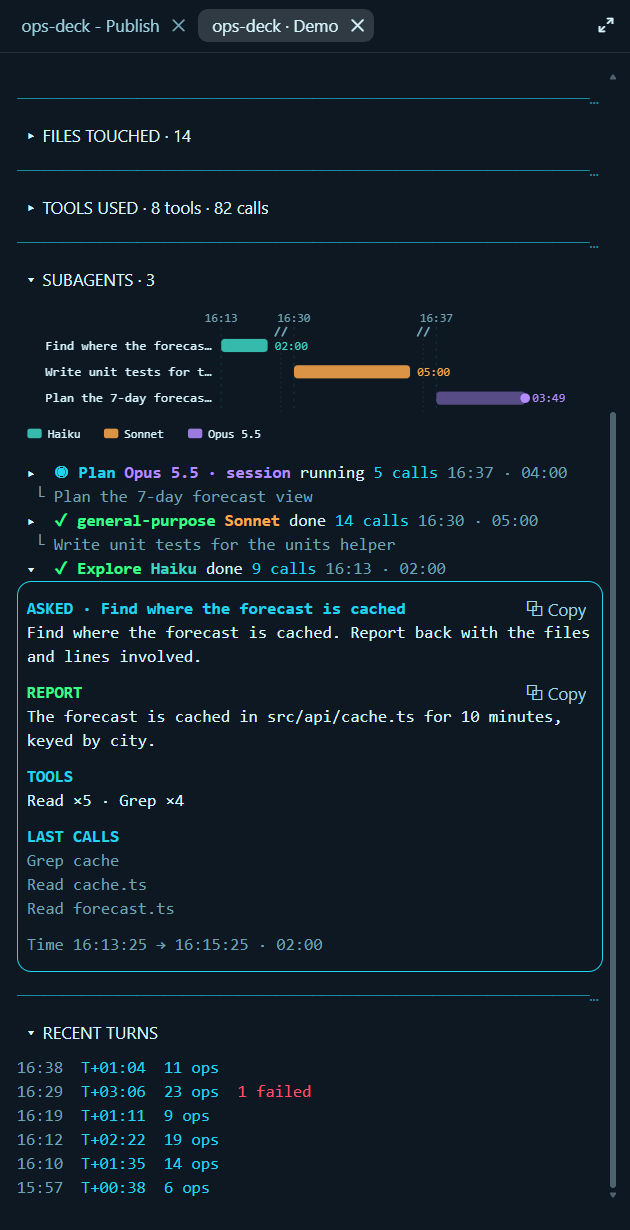 ops-deck - Publish
ops-deck · Demo
...
▸ FILES TOUCHED · 14
...
▸ TOOLS USED · 8 tools · 82 calls
...
▾ SUBAGENTS · 3
16:13 16:30 16:37
// //
Find where the forecas… 02:00
Write unit tests for t… 05:00
Plan the 7-day forecas… 03:49
Haiku Sonnet Opus 5.5
▸ ◉ Plan Opus 5.5 · session running 5 calls 16:37 · 04:00
└ Plan the 7-day forecast view
▸ ✓ general-purpose Sonnet done 14 calls 16:30 · 05:00
└ Write unit tests for the units helper
▾ ✓ Explore Haiku done 9 calls 16:13 · 02:00
ASKED · Find where the forecast is cached Copy
Find where the forecast is cached. Report back with the files
and lines involved.
REPORT Copy
The forecast is cached in src/api/cache.ts for 10 minutes,
keyed by city.
TOOLS
Read ×5 · Grep ×4
LAST CALLS
Grep cache
Read cache.ts
Read forecast.ts
Time 16:13:25 → 16:15:25 · 02:00
...
▾ RECENT TURNS
16:38 T+01:04 11 ops
16:29 T+03:06 23 ops 1 failed
16:19 T+01:11 9 ops
16:12 T+02:22 19 ops
16:10 T+01:35 14 ops
15:57 T+00:38 6 ops